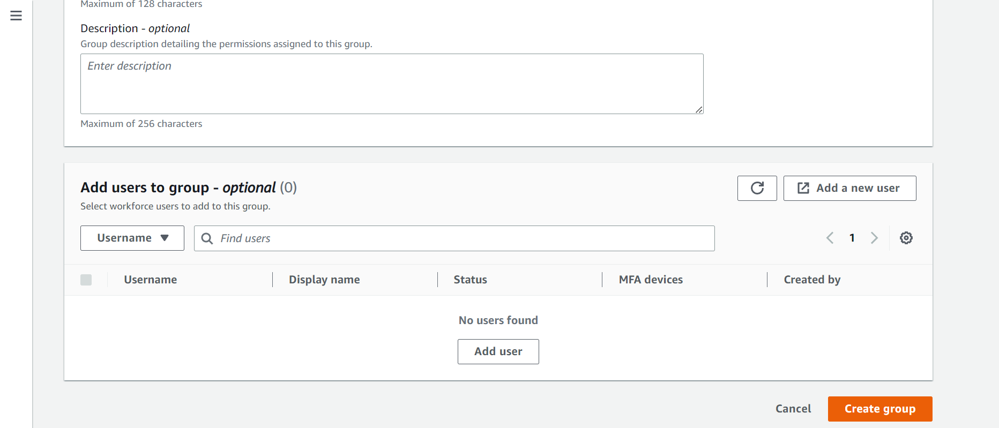 Maximum of 128 characters
Description - optional
Group description detailing the permissions assigned to this group.
Enter description
Maximum of 256 characters
Add users to group - optional (0)
Add a new user
Select workforce users to add to this group.
Username
Find users
1
Username Display name Status MFA devices Created by
No users found
Add user
Cancel Create group